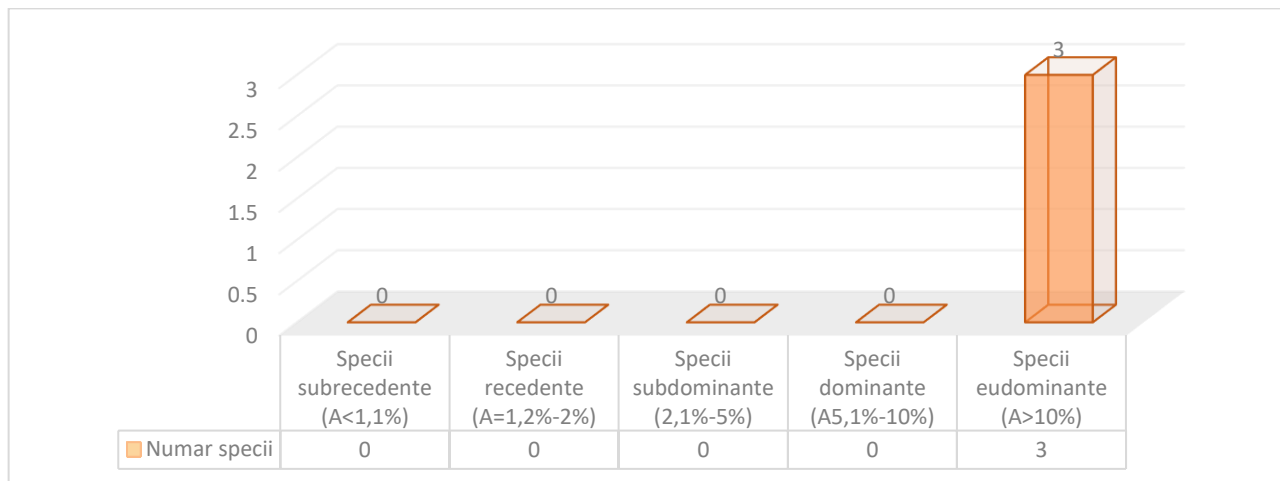 3
3
2.5
2
1.5
1
0.5
0
0
0
0
0
Specii subrecedente (A<1,1%)
Specii recedente (A=1,2%-2%)
Specii subdominante (2,1%-5%)
Specii dominante (A5,1%-10%)
Specii eudominante (A>10%)
Numar specii 0 0 0 0 3